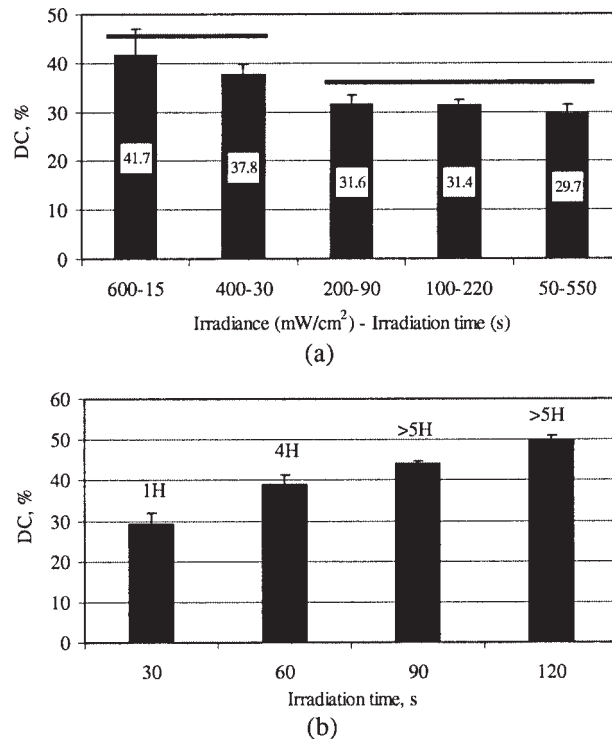 50
40
30
20
10
0
DC, %
41.7
37.8
31.6
31.4
29.7
600-15 400-30 200-90 100-220 50-550
Irradiance (mW/cm²) - Irradiation time (s)
(a)
60
50
40
30
20
10
0
DC, %
1H
4H
>5H
>5H
30 60 90 120
Irradiation time, s
(b)